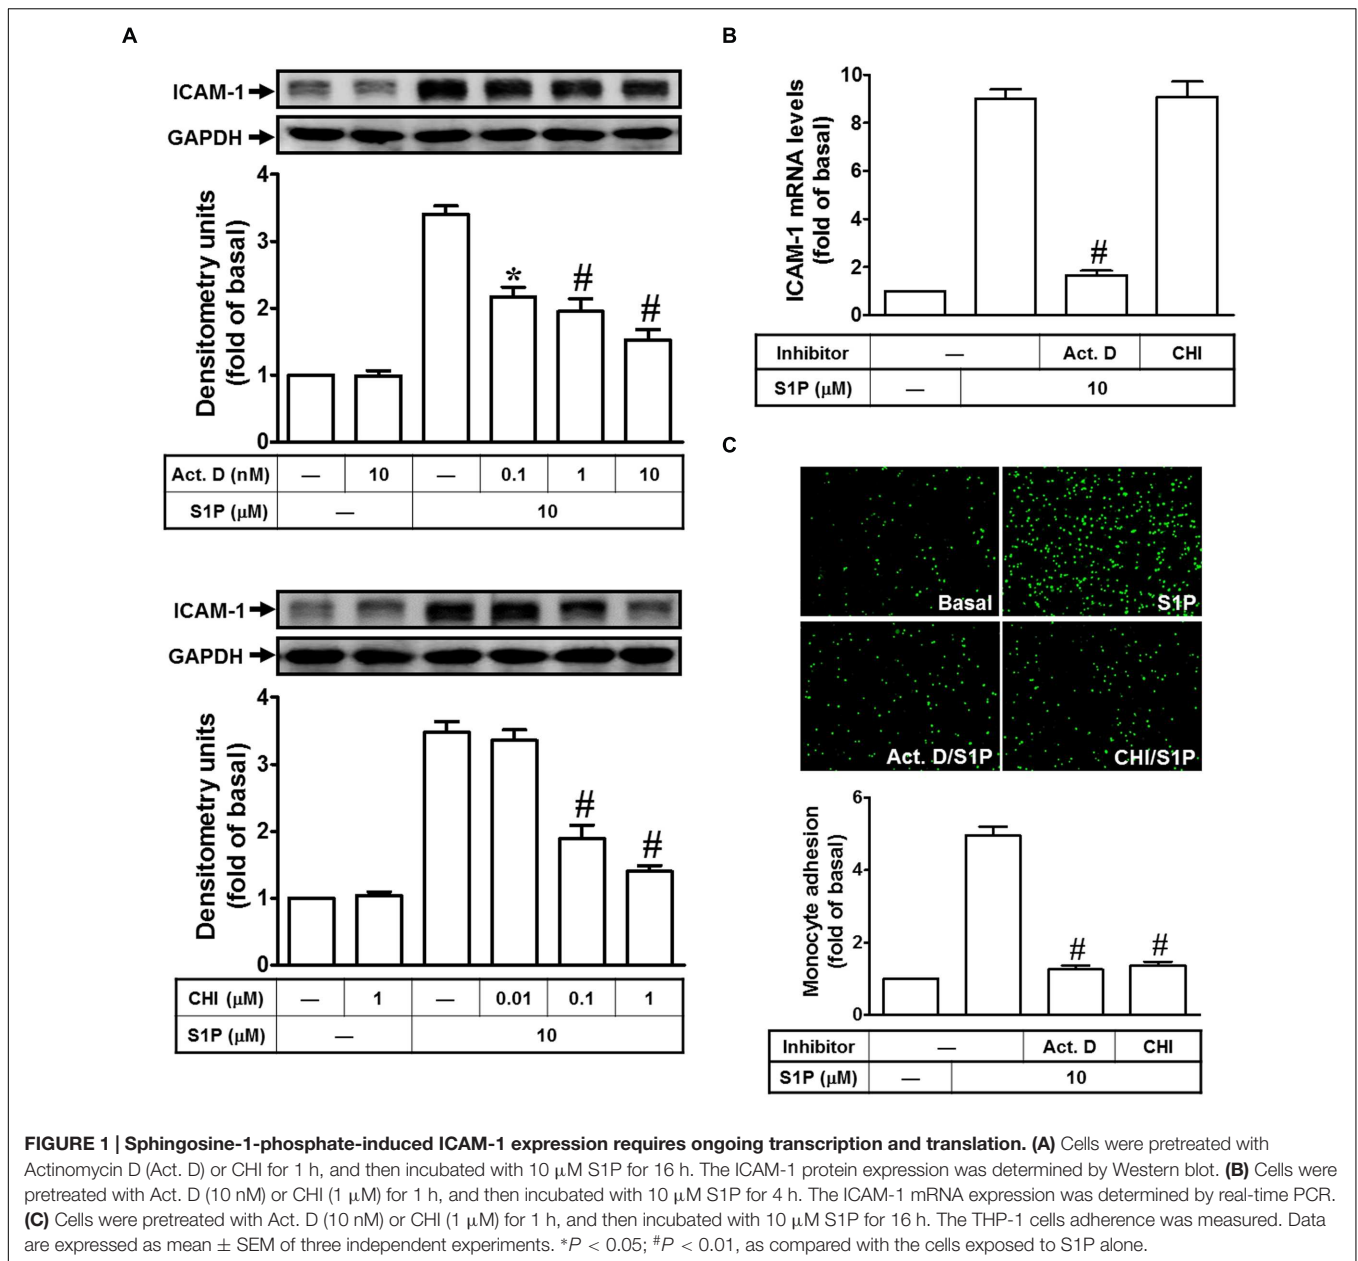 A
ICAM-1
GAPDH
Densitometry units
(fold of basal)
4
3
2
1
0
*
#
#
Act. D (nM) — 10 — 0.1 1 10
S1P (μM) — 10
ICAM-1
GAPDH
Densitometry units
(fold of basal)
4
3
2
1
0
#
#
CHI (μM) — 1 — 0.01 0.1 1
S1P (μM) — 10
B
ICAM-1 mRNA levels
(fold of basal)
10
8
6
4
2
0
#
Inhibitor — Act. D CHI
S1P (μM) — 10
C
Basal
S1P
Act. D/S1P
CHI/S1P
Monocyte adhesion
(fold of basal)
6
4
2
0
#
#
Inhibitor — Act. D CHI
S1P (μM) — 10
FIGURE 1 | Sphingosine-1-phosphate-induced ICAM-1 expression requires ongoing transcription and translation. (A) Cells were pretreated with
Actinomycin D (Act. D) or CHI for 1 h, and then incubated with 10 μM S1P for 16 h. The ICAM-1 protein expression was determined by Western blot. (B) Cells were
pretreated with Act. D (10 nM) or CHI (1 μM) for 1 h, and then incubated with 10 μM S1P for 4 h. The ICAM-1 mRNA expression was determined by real-time PCR.
(C) Cells were pretreated with Act. D (10 nM) or CHI (1 μM) for 1 h, and then incubated with 10 μM S1P for 16 h. The THP-1 cells adherence was measured. Data
are expressed as mean ± SEM of three independent experiments. *P < 0.05; #P < 0.01, as compared with the cells exposed to S1P alone.